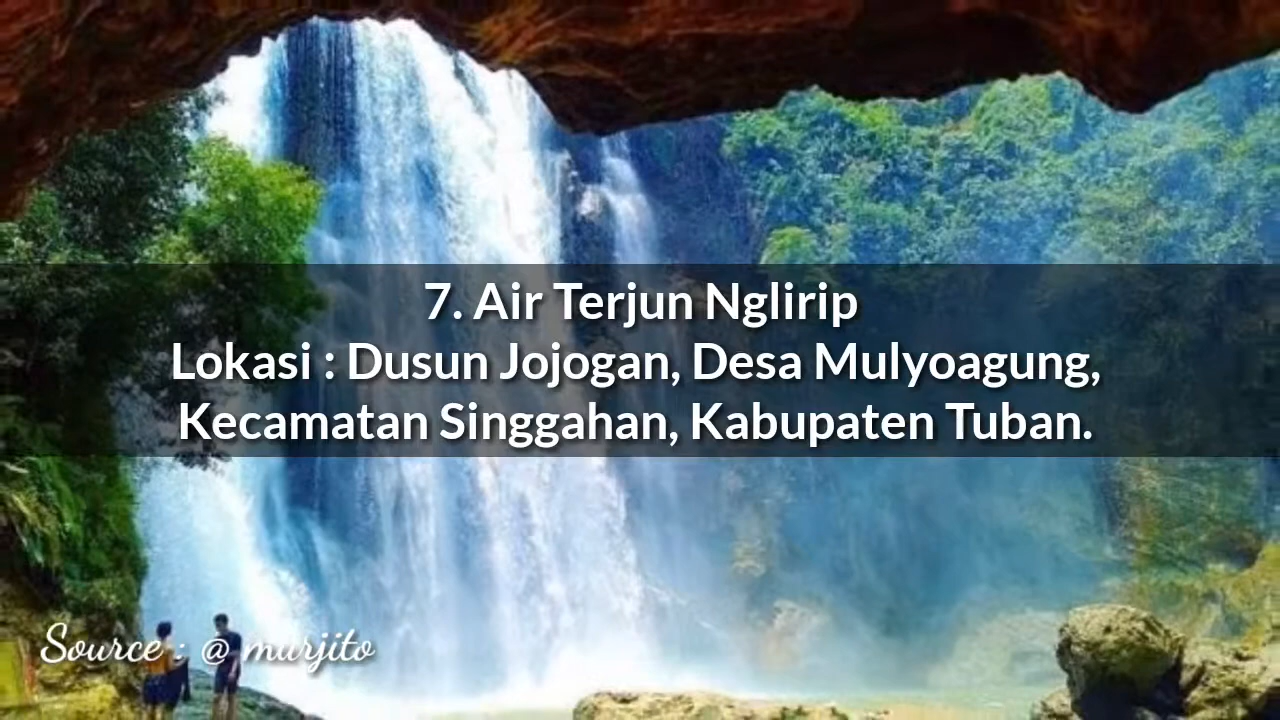 7. Air Terjun Nglirip
Lokasi : Dusun Jojogan, Desa Mulyoagung,
Kecamatan Singgahan, Kabupaten Tuban.
Source : @ murjito